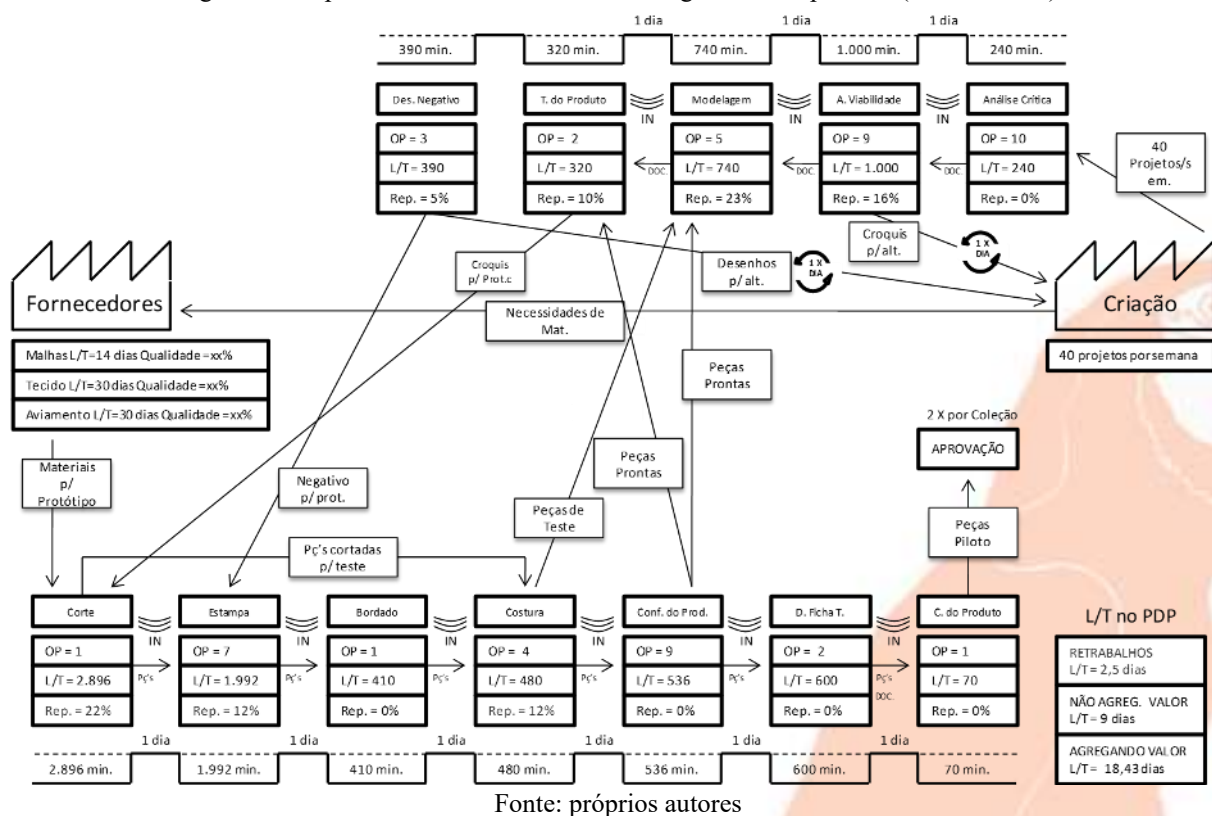 1 dia
1 dia
1 dia
390 min.
320 min.
740 min.
1.000 min.
240 min.
Des. Negativo
T. do Produto
Modelagem
A. Viabilidade
Análise Crítica
IN
IN
IN
OP = 3
OP = 2
OP = 5
OP = 9
OP = 10
L/T = 390
L/T = 320
L/T = 740
L/T = 1.000
L/T = 240
DOC.
DOC.
DOC.
Rep. = 5%
Rep. = 10%
Rep. = 23%
Rep. = 16%
Rep. = 0%
40
Projetos/s
em.
Croquis
p/ alt.
1 X
DIA
Croquis
p/ Prot.c
Desenhos
p/ alt.
1 X
DIA
Fornecedores
Necessidades de
Mat.
Criação
40 projetos por semana
Malhas L/T=14 dias Qualidade =xx%
Tecido L/T=30 dias Qualidade =xx%
Aviamento L/T=30 dias Qualidade =xx%
Peças
Prontas
2 X por Coleção
APROVAÇÃO
Materiais
p/
Protótipo
Negativo
p/ prot.
Peças
Prontas
Peças de
Teste
Peças
Piloto
Pç's cortadas
p/ teste
Corte
Estampa
Bordado
Costura
Conf. do Prod.
D. Ficha T.
C. do Produto
IN
IN
IN
IN
IN
IN
OP = 1
OP = 7
OP = 1
OP = 4
OP = 9
OP = 2
OP = 1
L/T = 2.896
L/T = 1.992
L/T = 410
L/T = 480
L/T = 536
L/T = 600
L/T = 70
Pç's
Pç's
Pç's
Pç's
Pç's
Pç's
DOC.
Rep. = 22%
Rep. = 12%
Rep. = 0%
Rep. = 12%
Rep. = 0%
Rep. = 0%
Rep. = 0%
1 dia
1 dia
1 dia
1 dia
1 dia
1 dia
2.896 min.
1.992 min.
410 min.
480 min.
536 min.
600 min.
70 min.
L/T no PDP
RETRABALHOS
L/T = 2,5 dias
NÃO AGREG. VALOR
L/T = 9 dias
AGREGANDO VALOR
L/T = 18,43 dias
Fonte: próprios autores